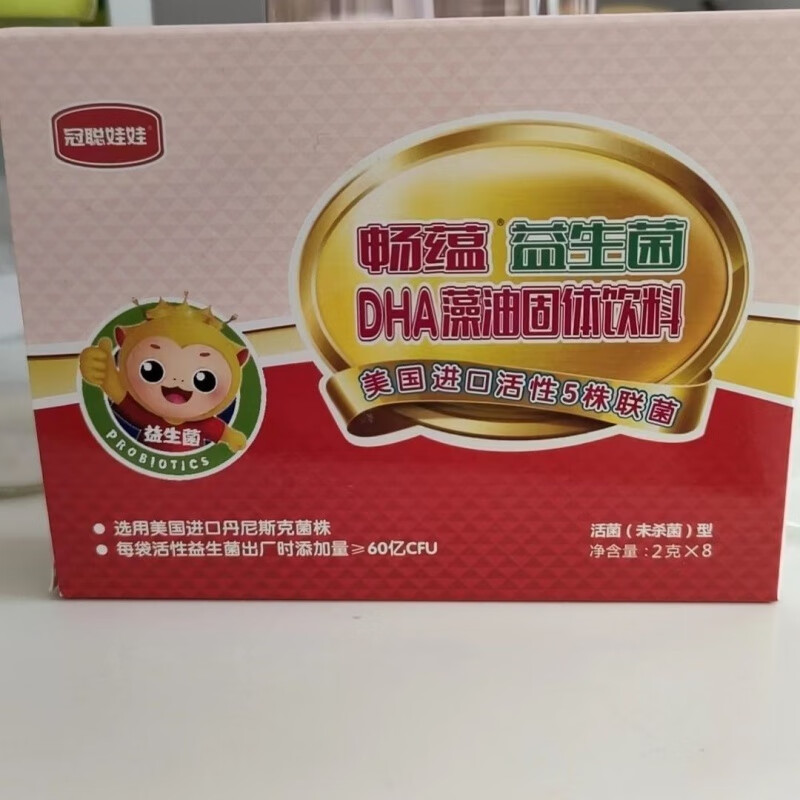 冠聪娃娃
畅蕴®益生菌
DHA藻油固体饮料
美国进口活性5株联菌
益生菌
PROBIOTICS
● 选用美国进口丹尼斯克菌株
● 每袋活性益生菌出厂时添加量≥60亿CFU
活菌（未杀菌）型
净含量：2克×8